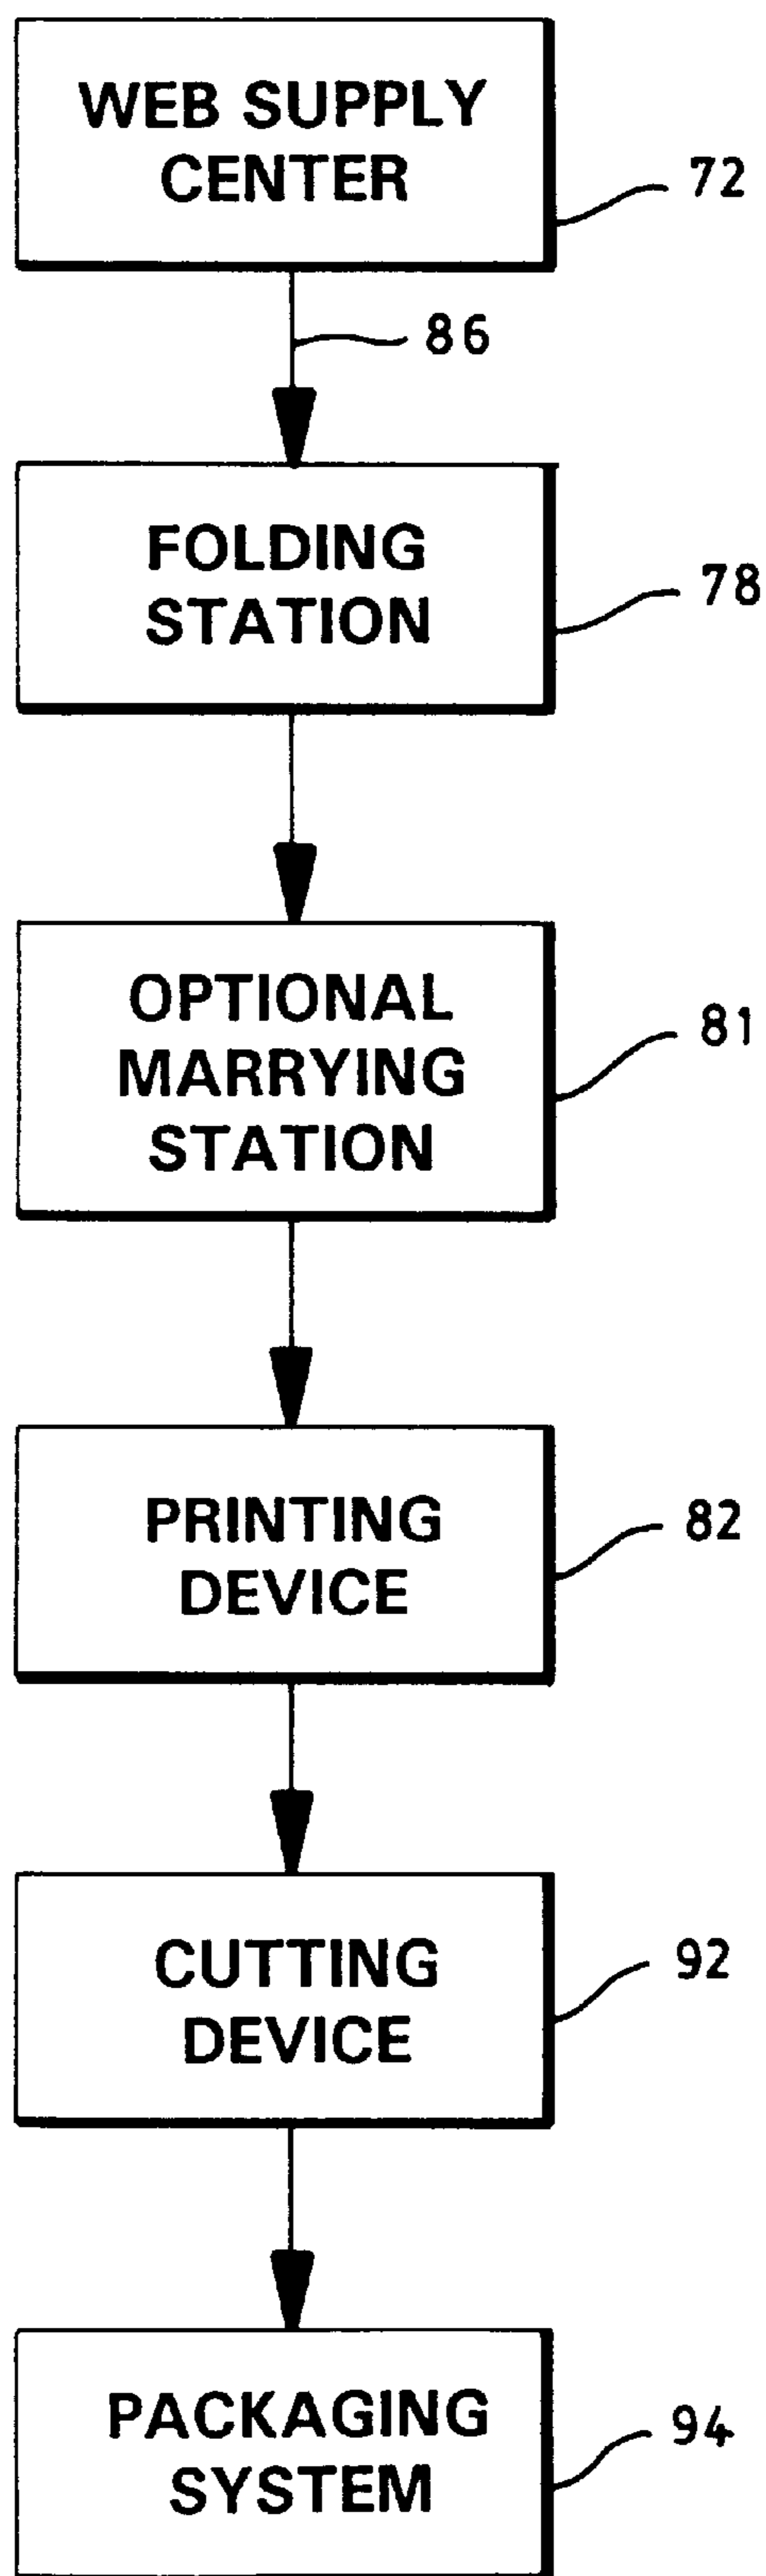 WEB SUPPLY
CENTER
72
86
FOLDING
STATION
78
OPTIONAL
MARRYING
STATION
81
PRINTING
DEVICE
82
CUTTING
DEVICE
92
PACKAGING
SYSTEM
94